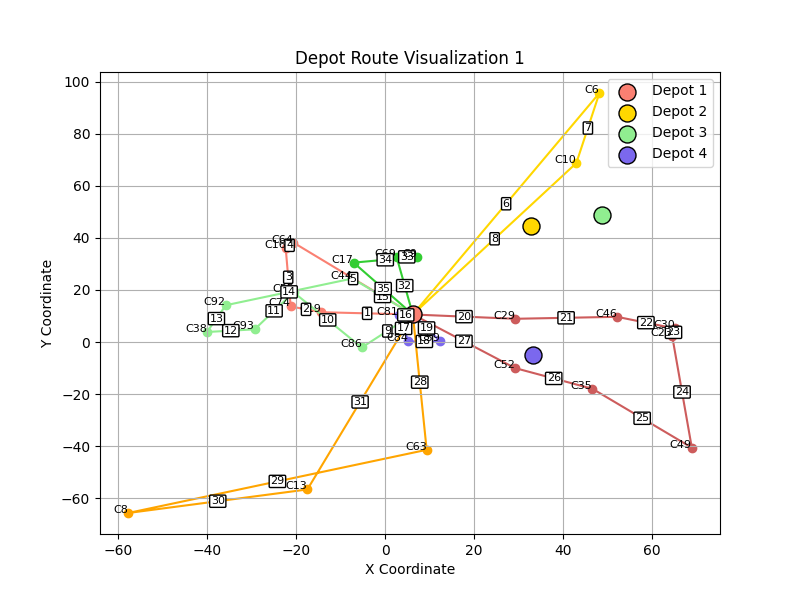 Depot Route Visualization 1
Depot 1
Depot 2
Depot 3
Depot 4
Y Coordinate
100
80
60
40
20
0
−20
−40
−60
−60
−40
−20
0
20
40
60
X Coordinate
C6
7
C10
6
8
C64
4
C17
C69
34
33
3
C44
5
32
14
35
15
C92
C74
2
11
10
1
C81
16
13
C38
12
C93
9
17
19
C86
C84
18
20
C29
21
C46
22
C30
23
27
C52
26
C35
24
25
C49
28
31
C63
29
C13
30
C8